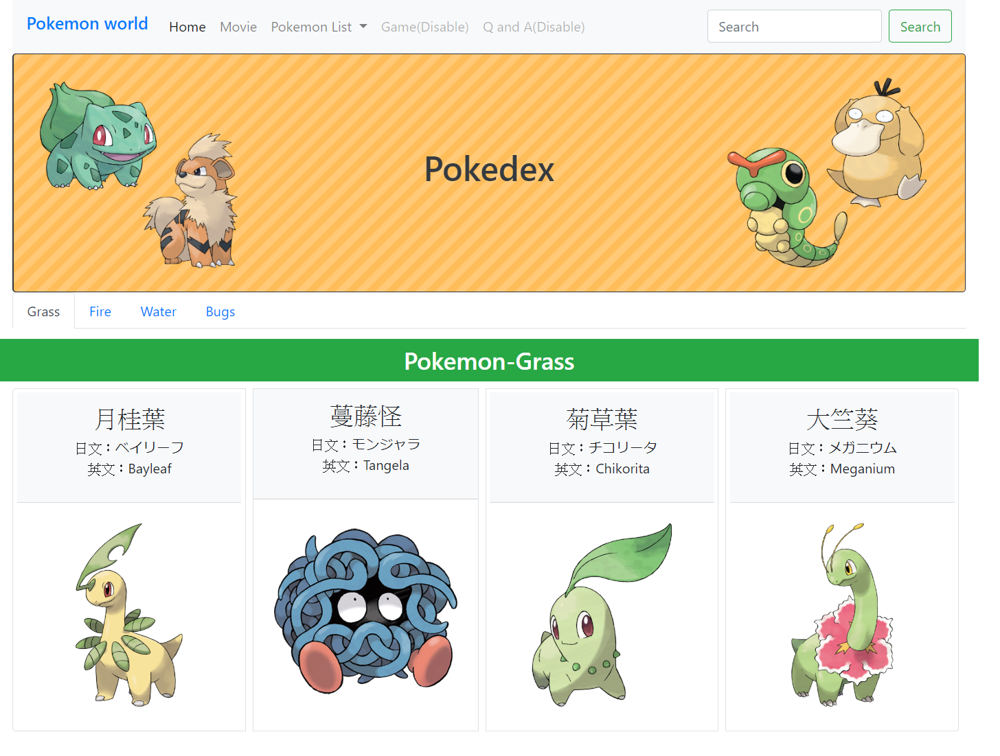 Pokemon world
Home
Movie
Pokemon List
Game(Disable)
Q and A(Disable)
Search
Search
Pokedex
Grass
Fire
Water
Bugs
Pokemon-Grass
月桂葉
日文：ベイリーフ
英文：Bayleaf
蔓藤怪
日文：モンジャラ
英文：Tangela
菊草葉
日文：チコリータ
英文：Chikorita
大竺葵
日文：メガニウム
英文：Meganium